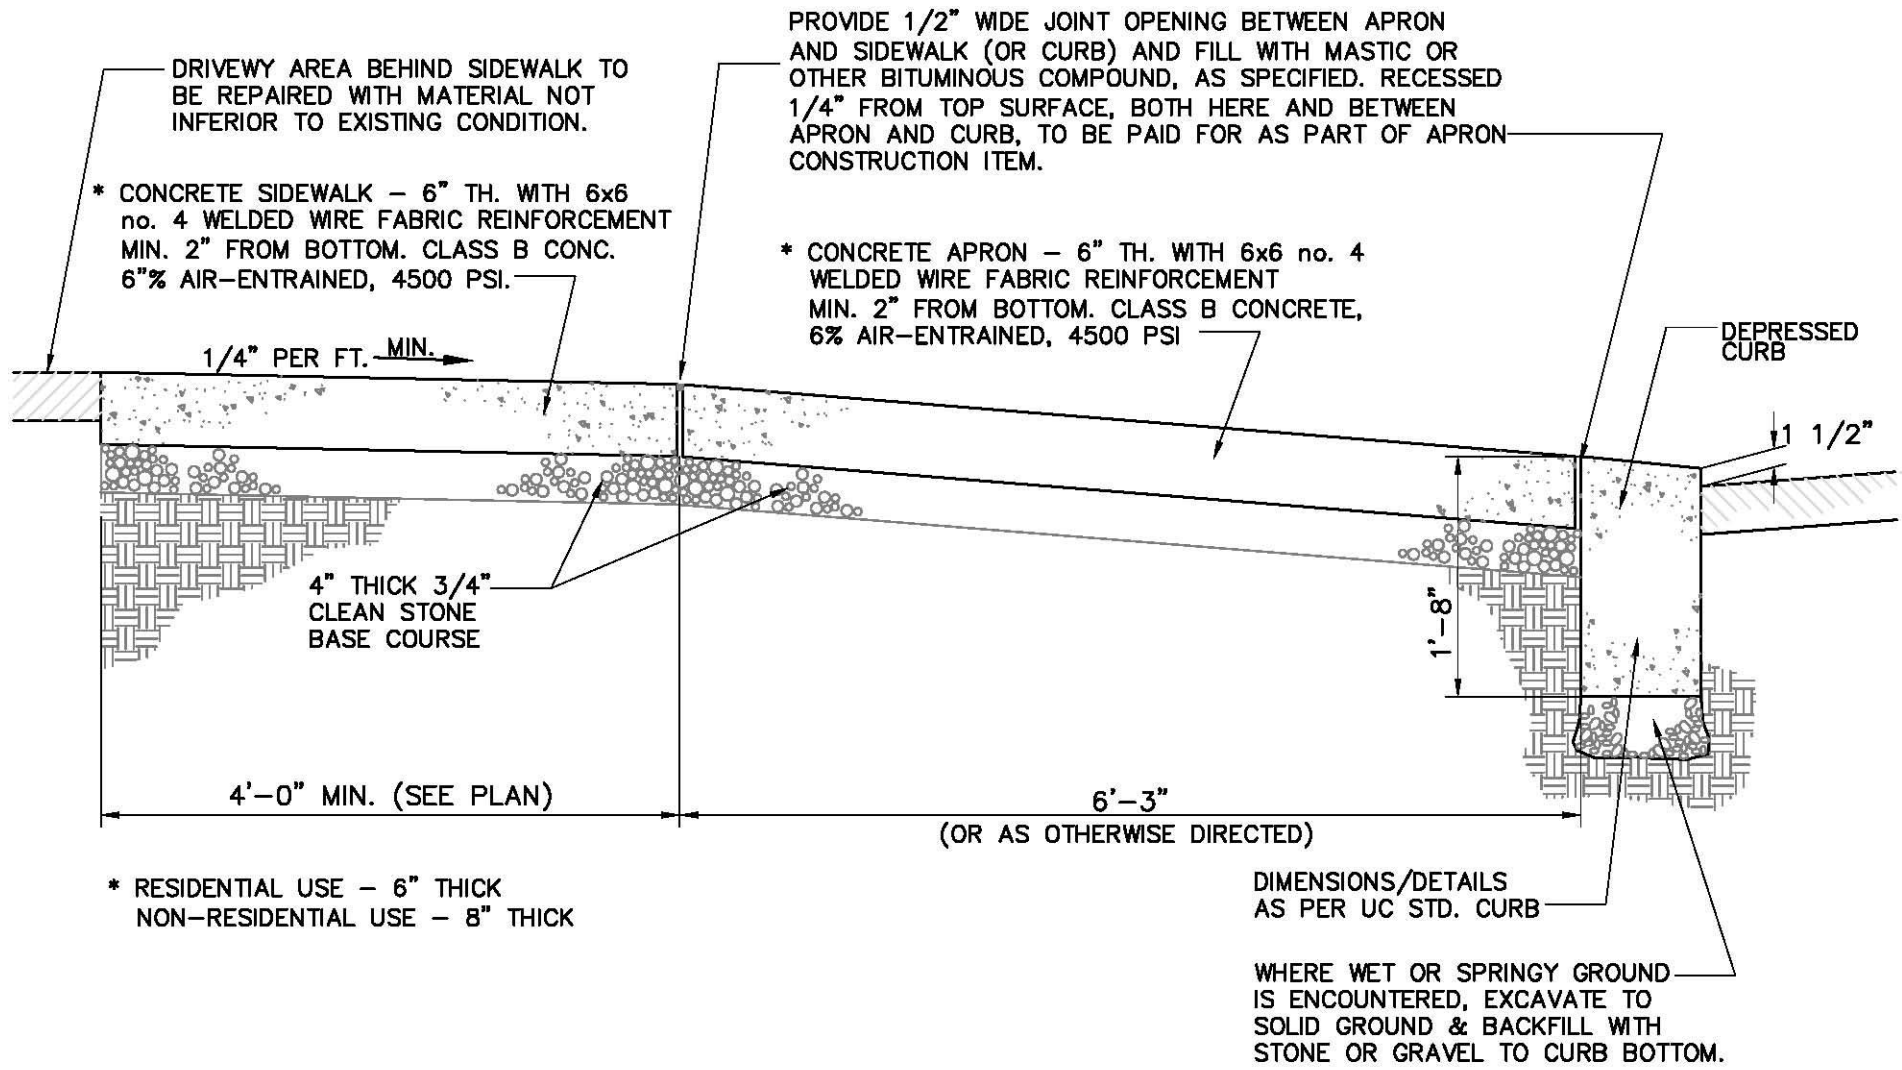 PROVIDE 1/2" WIDE JOINT OPENING BETWEEN APRON
AND SIDEWALK (OR CURB) AND FILL WITH MASTIC OR
OTHER BITUMINOUS COMPOUND, AS SPECIFIED. RECESSED
1/4" FROM TOP SURFACE, BOTH HERE AND BETWEEN
APRON AND CURB, TO BE PAID FOR AS PART OF APRON
CONSTRUCTION ITEM.
DRIVEWY AREA BEHIND SIDEWALK TO
BE REPAIRED WITH MATERIAL NOT
INFERIOR TO EXISTING CONDITION.
* CONCRETE SIDEWALK – 6" TH. WITH 6x6
no. 4 WELDED WIRE FABRIC REINFORCEMENT
MIN. 2" FROM BOTTOM. CLASS B CONC.
6"% AIR–ENTRAINED, 4500 PSI.
* CONCRETE APRON – 6" TH. WITH 6x6 no. 4
WELDED WIRE FABRIC REINFORCEMENT
MIN. 2" FROM BOTTOM. CLASS B CONCRETE,
6% AIR–ENTRAINED, 4500 PSI
DEPRESSED
CURB
1/4" PER FT. MIN.
1 1/2"
4" THICK 3/4"
CLEAN STONE
BASE COURSE
1'–8"
4'–0" MIN. (SEE PLAN)
6'–3"
(OR AS OTHERWISE DIRECTED)
* RESIDENTIAL USE – 6" THICK
NON–RESIDENTIAL USE – 8" THICK
DIMENSIONS/DETAILS
AS PER UC STD. CURB
WHERE WET OR SPRINGY GROUND
IS ENCOUNTERED, EXCAVATE TO
SOLID GROUND & BACKFILL WITH
STONE OR GRAVEL TO CURB BOTTOM.